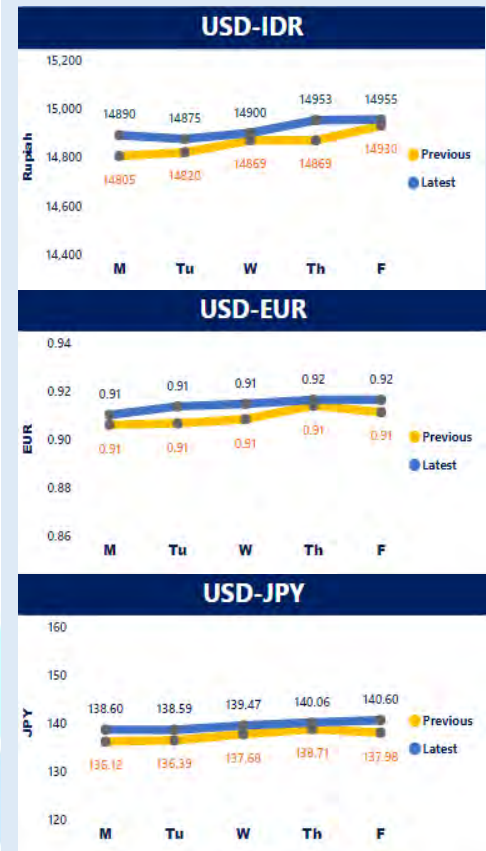 USD-IDR
15,200
15,000
14,800
14,600
14,400
Rupiah
14890 14875 14900 14953 14955
14805 14820 14869 14869 14930
M Tu W Th F
Previous
Latest
USD-EUR
0.94
0.92
0.90
0.88
0.86
EUR
0.91 0.91 0.91 0.92 0.92
0.91 0.91 0.91 0.91 0.91
M Tu W Th F
Previous
Latest
USD-JPY
160
150
140
130
120
JPY
138.60 138.59 139.47 140.06 140.60
136.12 136.39 137.68 138.71 137.98
M Tu W Th F
Previous
Latest